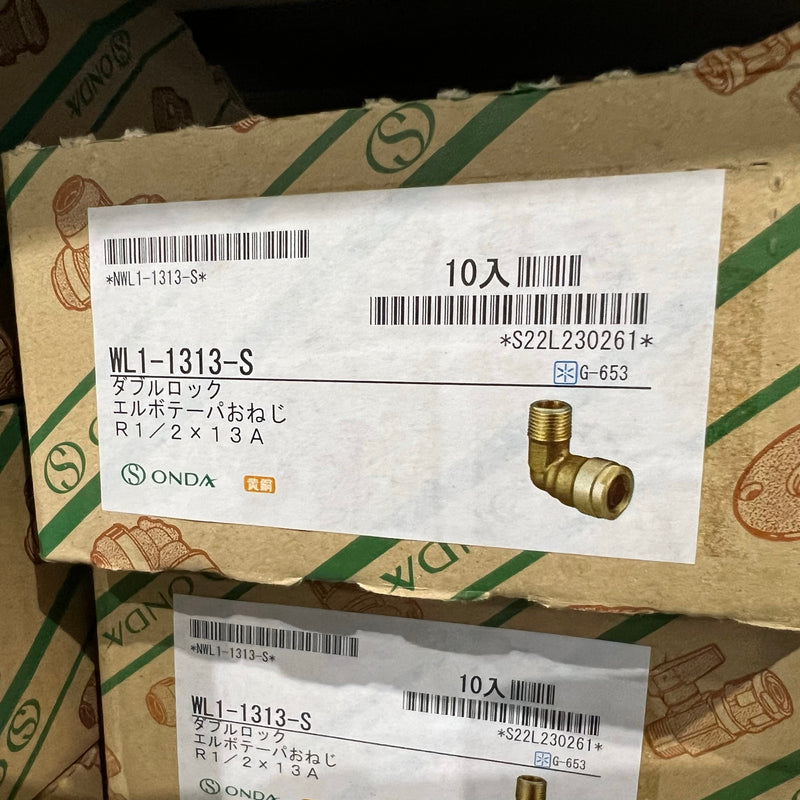 ONDA
*NWL1-1313-S*
10入
*S22L230261*
WL1-1313-S
G-653
ダブルロック
エルボテーパおねじ
R1/2×13A
ONDA
黄銅
ONDA
ONDA
*NWL1-1313-S*
10入
*S22L230261*
WL1-1313-S
G-653
ダブルロック
エルボテーパおねじ
R1/2×13A
ONDA